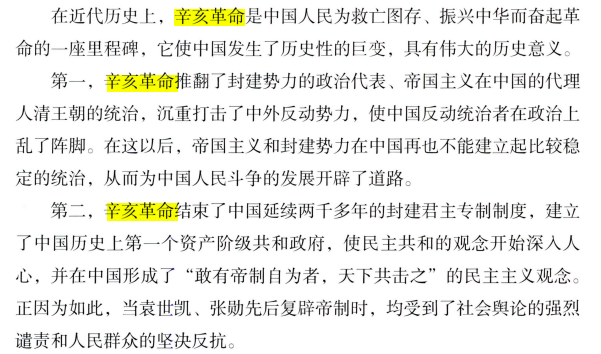 在近代历史上，辛亥革命是中国人民为救亡图存、振兴中华而奋起革
命的一座里程碑，它使中国发生了历史性的巨变，具有伟大的历史意义。
第一，辛亥革命推翻了封建势力的政治代表、帝国主义在中国的代理
人清王朝的统治，沉重打击了中外反动势力，使中国反动统治者在政治上
乱了阵脚。在这以后，帝国主义和封建势力在中国再也不能建立起比较稳
定的统治，从而为中国人民斗争的发展开辟了道路。
第二，辛亥革命结束了中国延续两千多年的封建君主专制制度，建立
了中国历史上第一个资产阶级共和政府，使民主共和的观念开始深入人
心，并在中国形成了“敢有帝制自为者，天下共击之”的民主主义观念。
正因为如此，当袁世凯、张勋先后复辟帝制时，均受到了社会舆论的强烈
谴责和人民群众的坚决反抗。